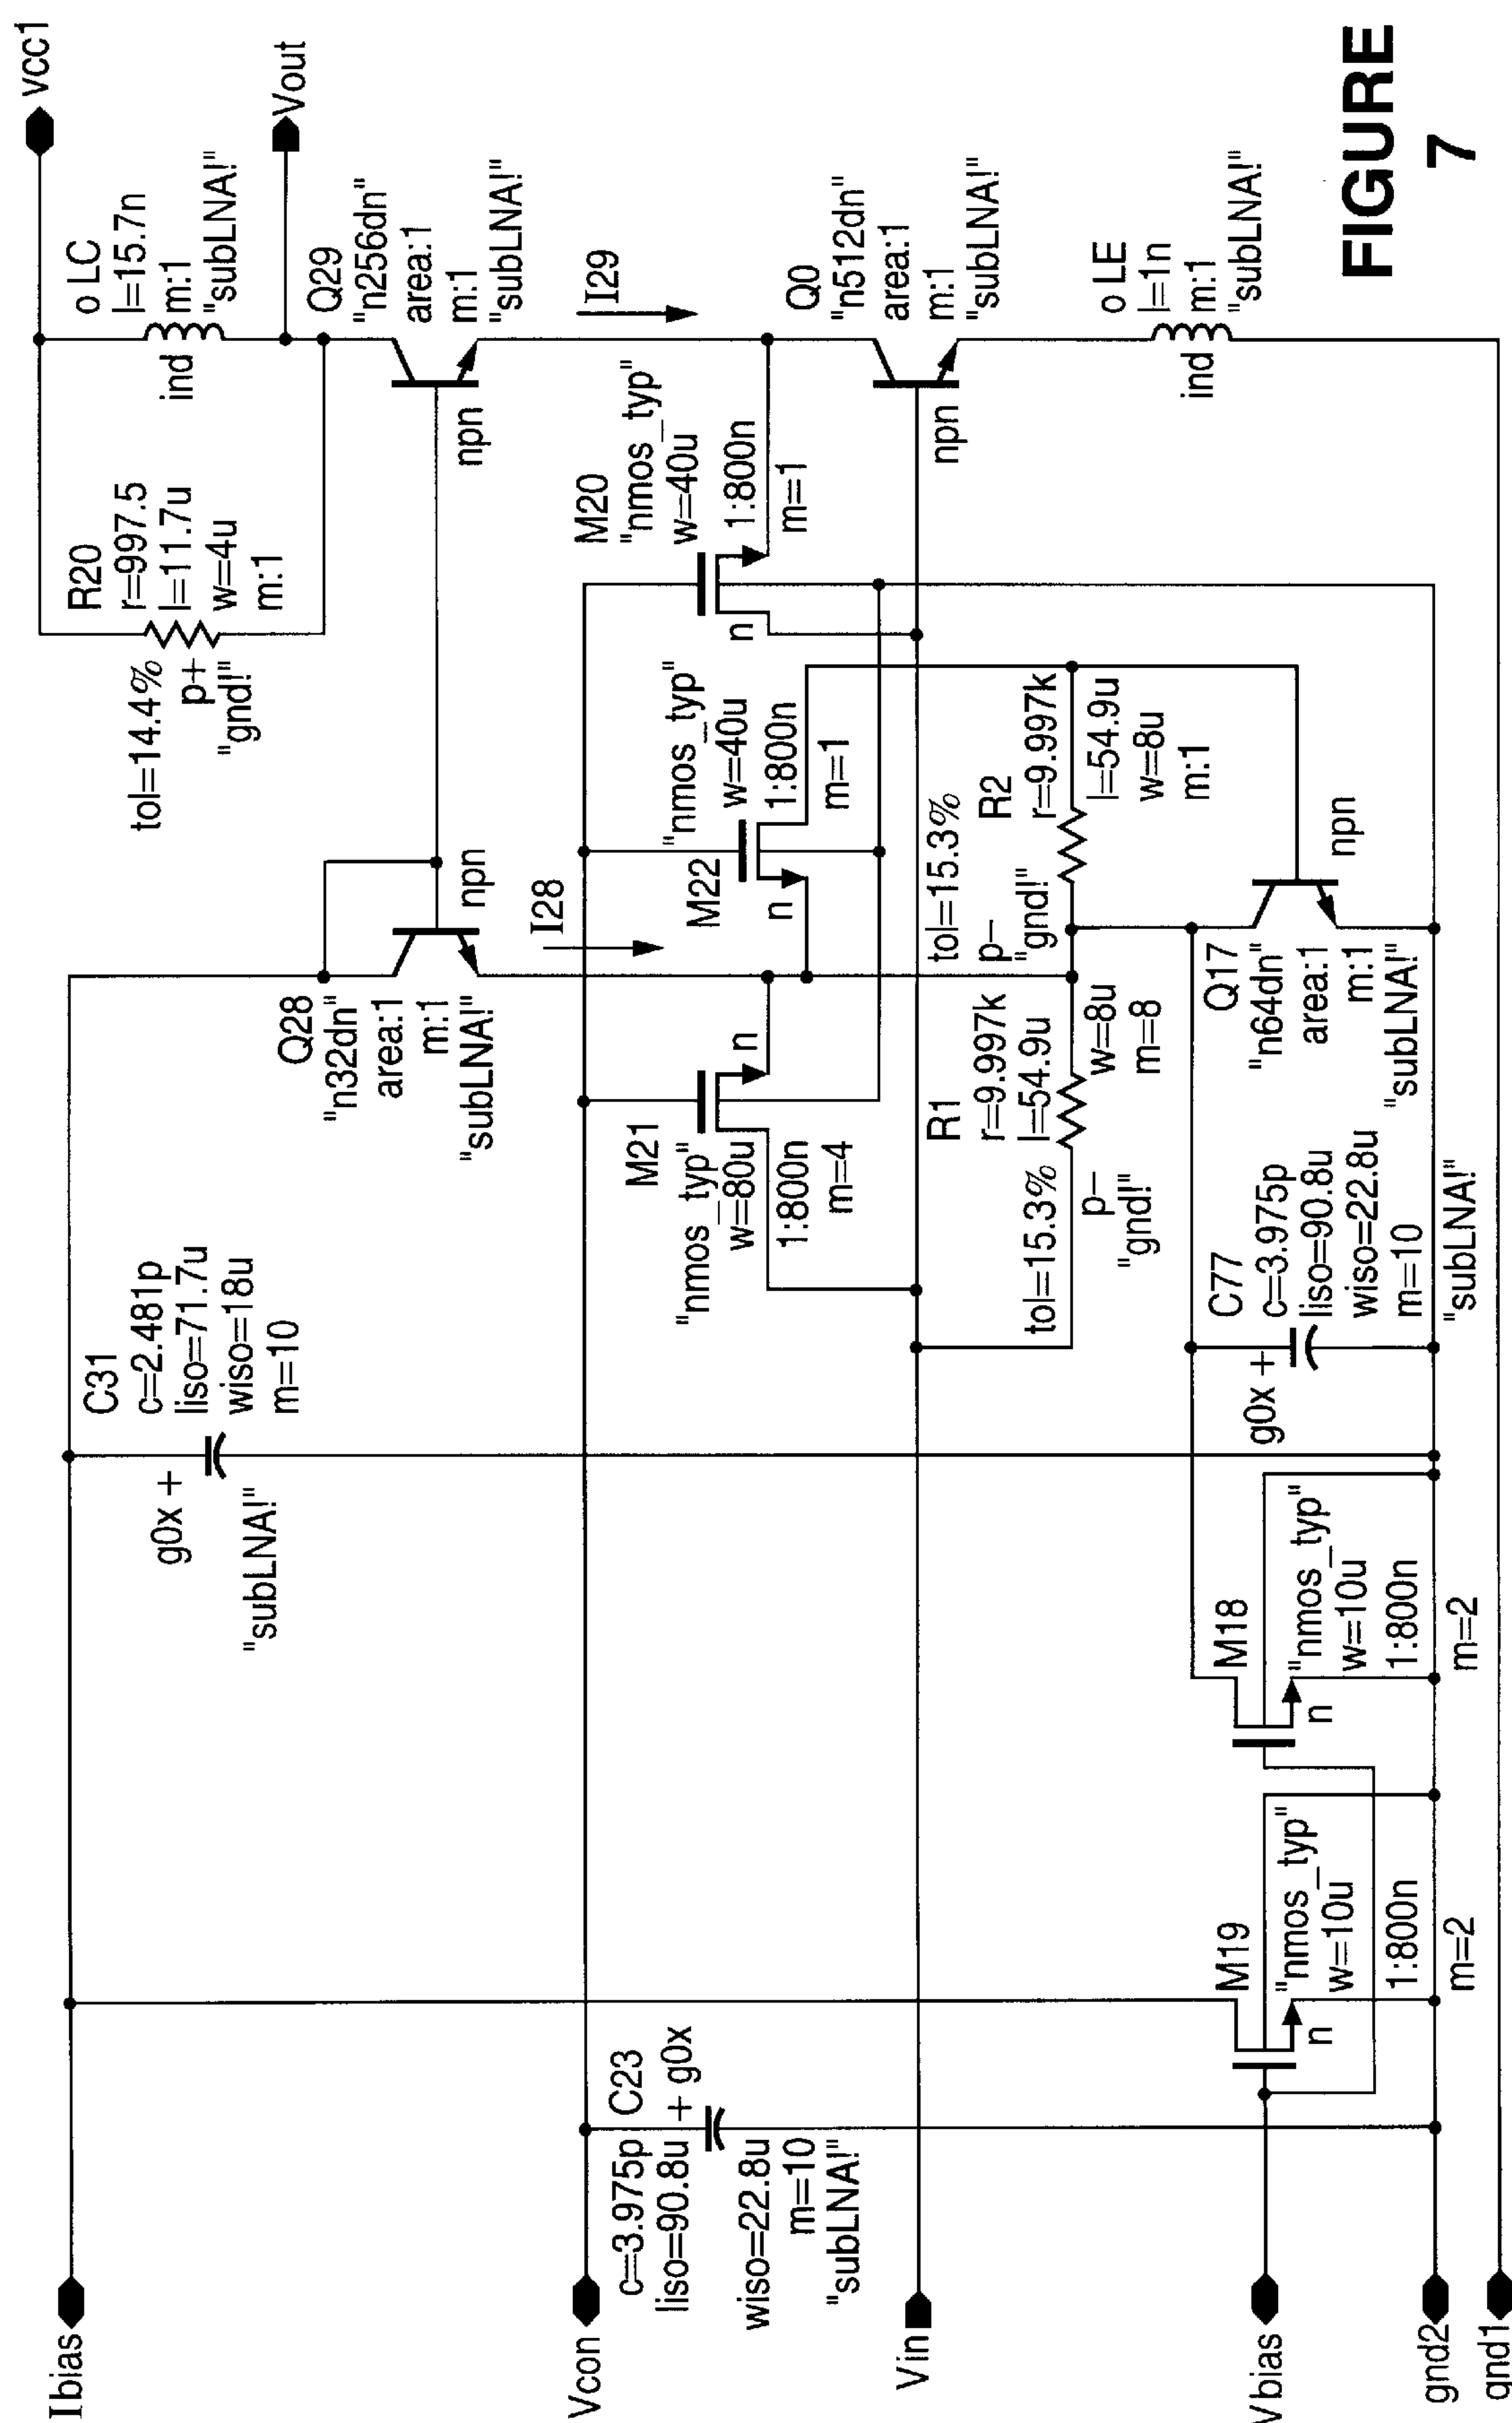 vcc1
Vout
o LC
l=15.7n
m:1
"subLNA!"
ind
R20
r=997.5
l=11.7u
w=4u
m:1
tol=14.4%
p+
"gnd!"
Q29
"n256dn"
area:1
m:1
"subLNA!"
npn
I29
Q0
"n512dn"
area:1
m:1
"subLNA!"
npn
o LE
l=1n
m:1
"subLNA!"
ind
FIGURE
7
M20
"nmos_typ"
w=40u
1:800n
m=1
n
Q28
"n32dn"
area:1
m:1
"subLNA!"
npn
I28
M22
"nmos_typ"
w=40u
1:800n
m=1
n
M21
"nmos_typ"
w=80u
1:800n
m=4
n
R2
r=9.997k
l=54.9u
w=8u
m:1
tol=15.3%
p-
"gnd!"
R1
r=9.997k
l=54.9u
w=8u
m=8
tol=15.3%
p-
"gnd!"
Q17
"n64dn"
area:1
m:1
"subLNA!"
npn
C31
c=2.481p
liso=71.7u
wiso=18u
m=10
g0x +
"subLNA!"
C77
c=3.975p
liso=90.8u
wiso=22.8u
m=10
"subLNA!"
g0x +
M18
"nmos_typ"
w=10u
1:800n
m=2
n
M19
"nmos_typ"
w=10u
1:800n
m=2
n
C23
+ g0x
c=3.975p
liso=90.8u
wiso=22.8u
m=10
"subLNA!"
Ibias
Vcon
Vin
Vbias
gnd2
gnd1